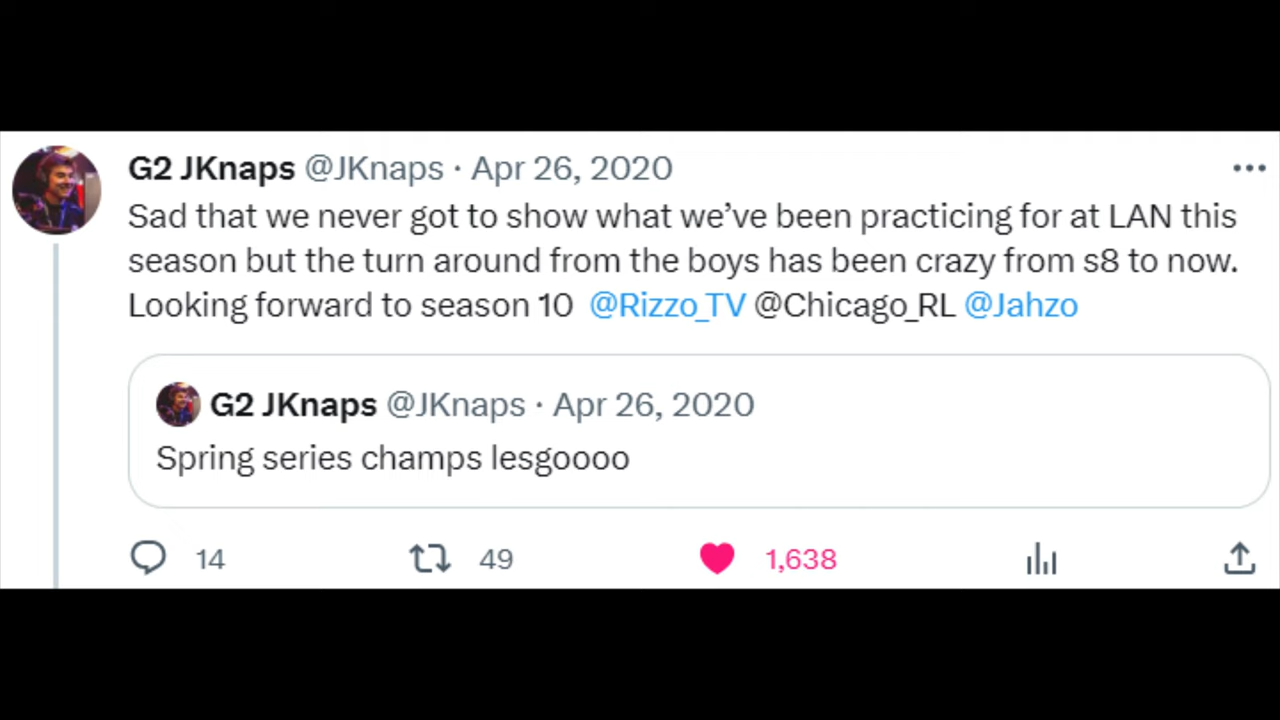 G2 JKnaps @JKnaps · Apr 26, 2020
Sad that we never got to show what we’ve been practicing for at LAN this
season but the turn around from the boys has been crazy from s8 to now.
Looking forward to season 10 @Rizzo_TV @Chicago_RL @Jahzo
G2 JKnaps @JKnaps · Apr 26, 2020
Spring series champs lesgoooo
14 49 1,638